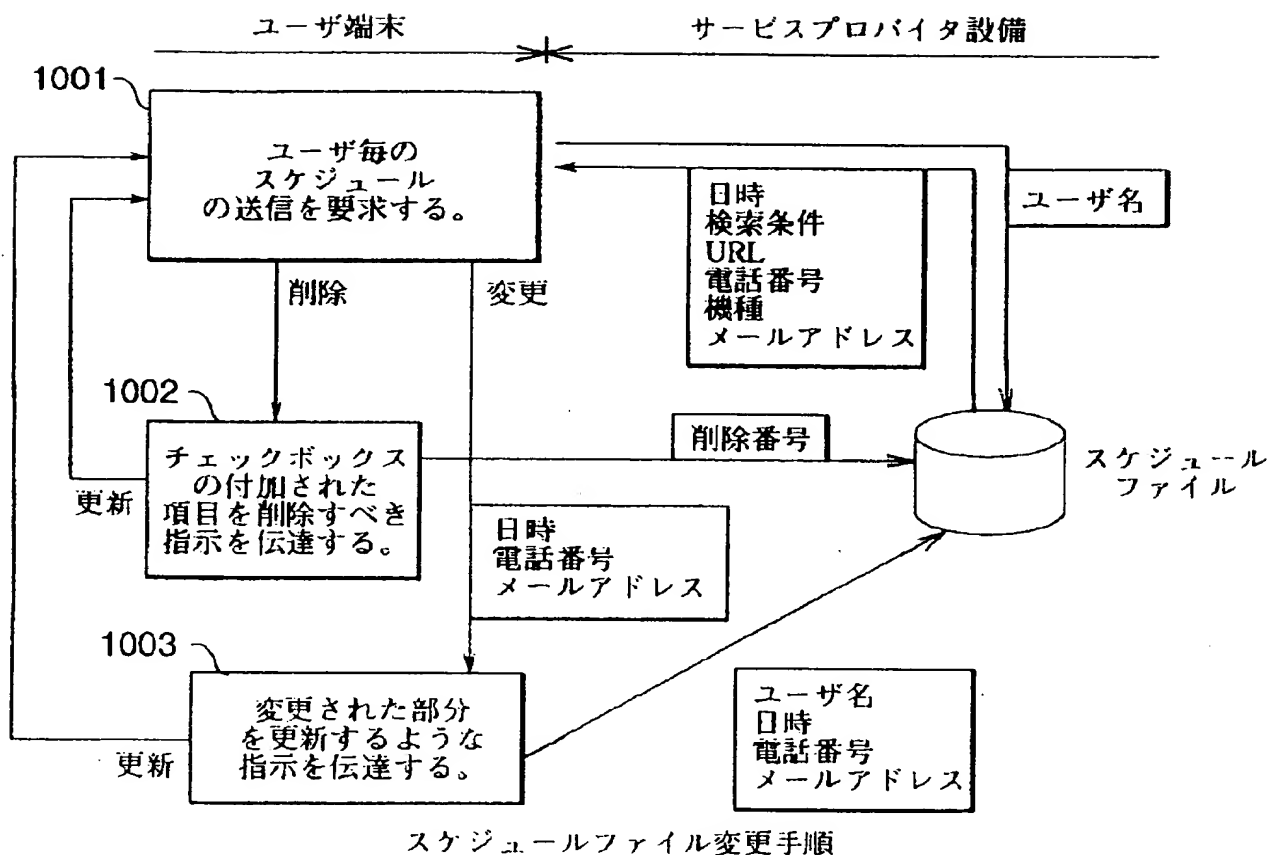 ユーザ端末
サービスプロバイタ設備
1001
ユーザ毎の
スケジュール
の送信を要求する。
日時
検索条件
URL
電話番号
機種
メールアドレス
ユーザ名
削除
変更
1002
チェックボックス
の付加された
項目を削除すべき
指示を伝達する。
更新
削除番号
スケジュール
ファイル
日時
電話番号
メールアドレス
1003
変更された部分
を更新するような
指示を伝達する。
更新
ユーザ名
日時
電話番号
メールアドレス
スケジュールファイル変更手順